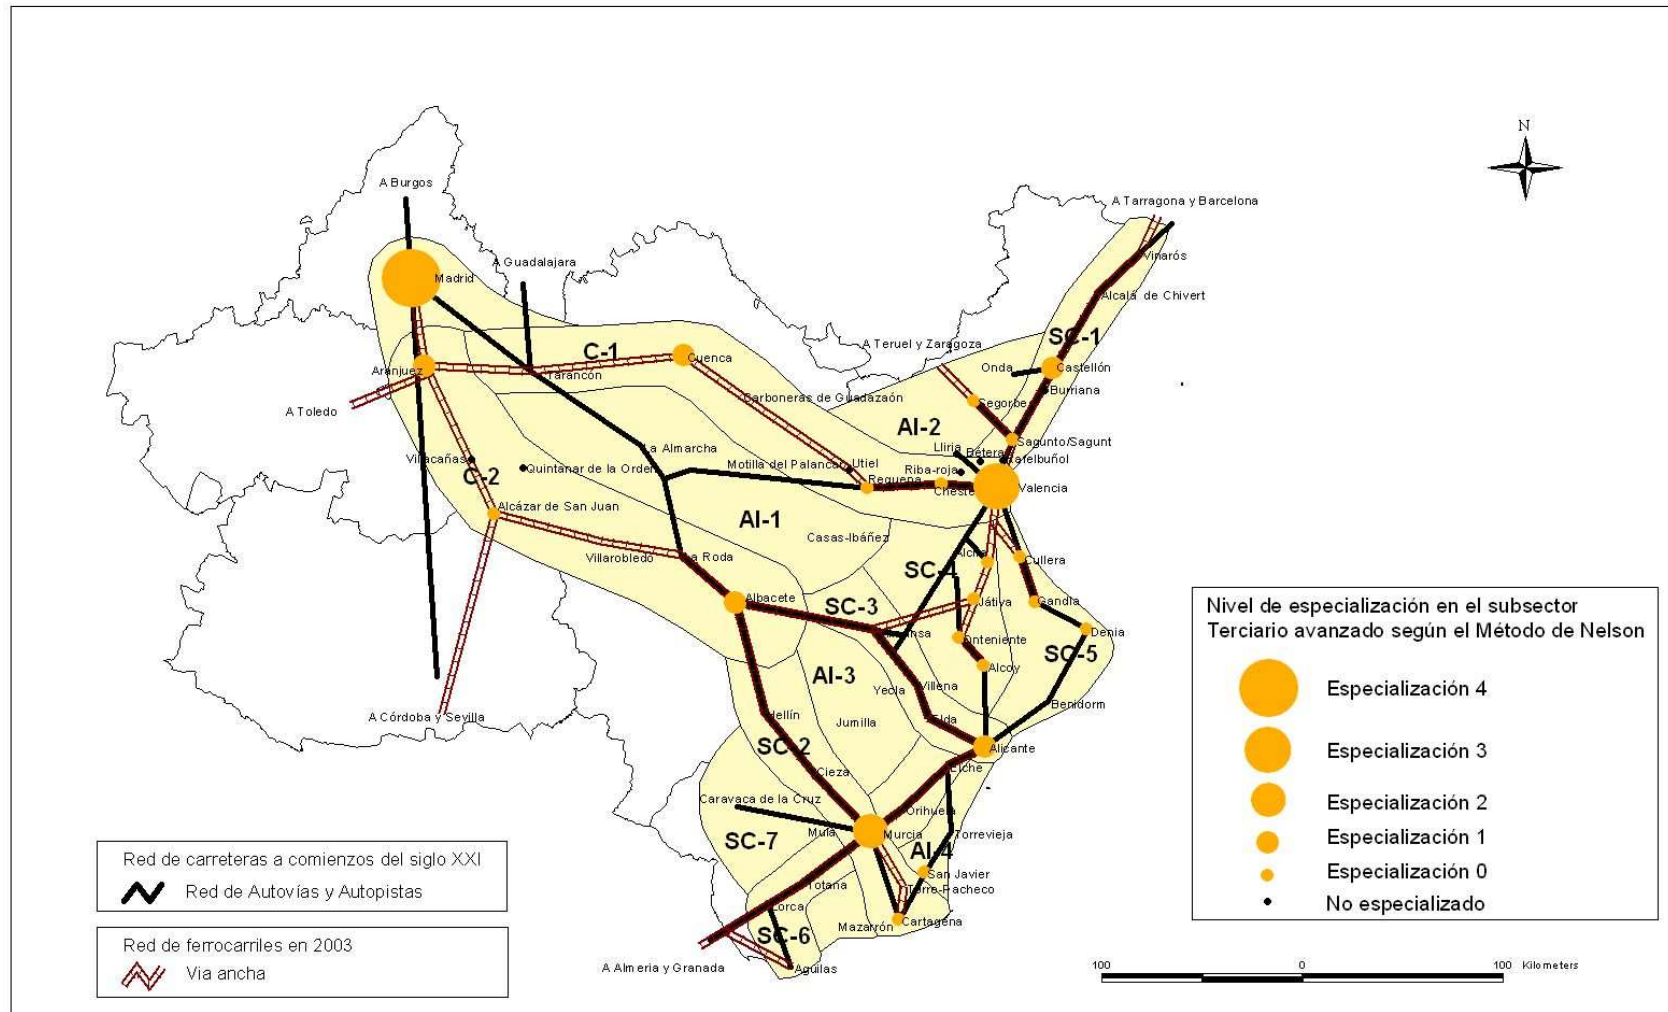 N
A Burgos
A Tarragona y Barcelona
A Guadalajara
Madrid
Vinarós
Alcalá de Chivert
SC-1
A Teruel y Zaragoza
C-1
Cuenca
Onda
Castellón
Aranjuez
Tarancón
Burriana
Carboneras de Guadazaón
Segorbe
A Toledo
AI-2
Sagunto/Sagunt
La Almarcha
Lliria
Bétera
Rafelbuñol
Villacañas
Quintanar de la Orden
Motilla del Palancar
Utiel
Riba-roja
C-2
Requena
Cheste
Valencia
Alcázar de San Juan
AI-1
Casas-Ibáñez
Villarobledo
La Roda
Alcira
Cullera
SC-4
Albacete
SC-3
Játiva
Gandía
Almansa
Denia
Onteniente
SC-5
AI-3
Alcoy
Yecla
Villena
Benidorm
A Córdoba y Sevilla
Hellín
Jumilla
Elda
SC-2
Alicante
Cieza
Elche
Caravaca de la Cruz
Orihuela
Mula
Murcia
Torrevieja
SC-7
AI-4
San Javier
Totana
Torre-Pacheco
Lorca
Mazarrón
Cartagena
SC-6
A Almeria y Granada
Aguilas
Nivel de especialización en el subsector
Terciario avanzado según el Método de Nelson
Especialización 4
Especialización 3
Especialización 2
Especialización 1
Especialización 0
No especializado
Red de carreteras a comienzos del siglo XXI
Red de Autovías y Autopistas
Red de ferrocarriles en 2003
Via ancha
100 0 100 Kilometers